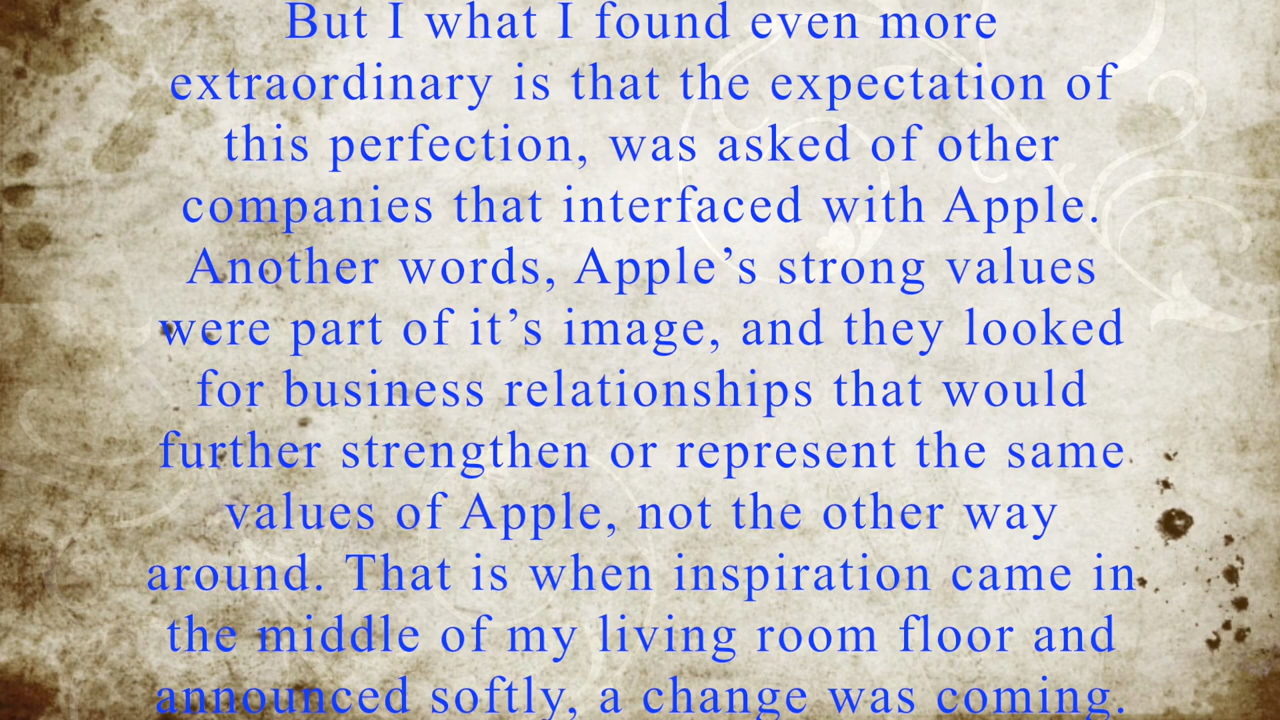 But I what I found even more
extraordinary is that the expectation of
this perfection, was asked of other
companies that interfaced with Apple.
Another words, Apple’s strong values
were part of it’s image, and they looked
for business relationships that would
further strengthen or represent the same
values of Apple, not the other way
around. That is when inspiration came in
the middle of my living room floor and
announced softly, a change was coming.